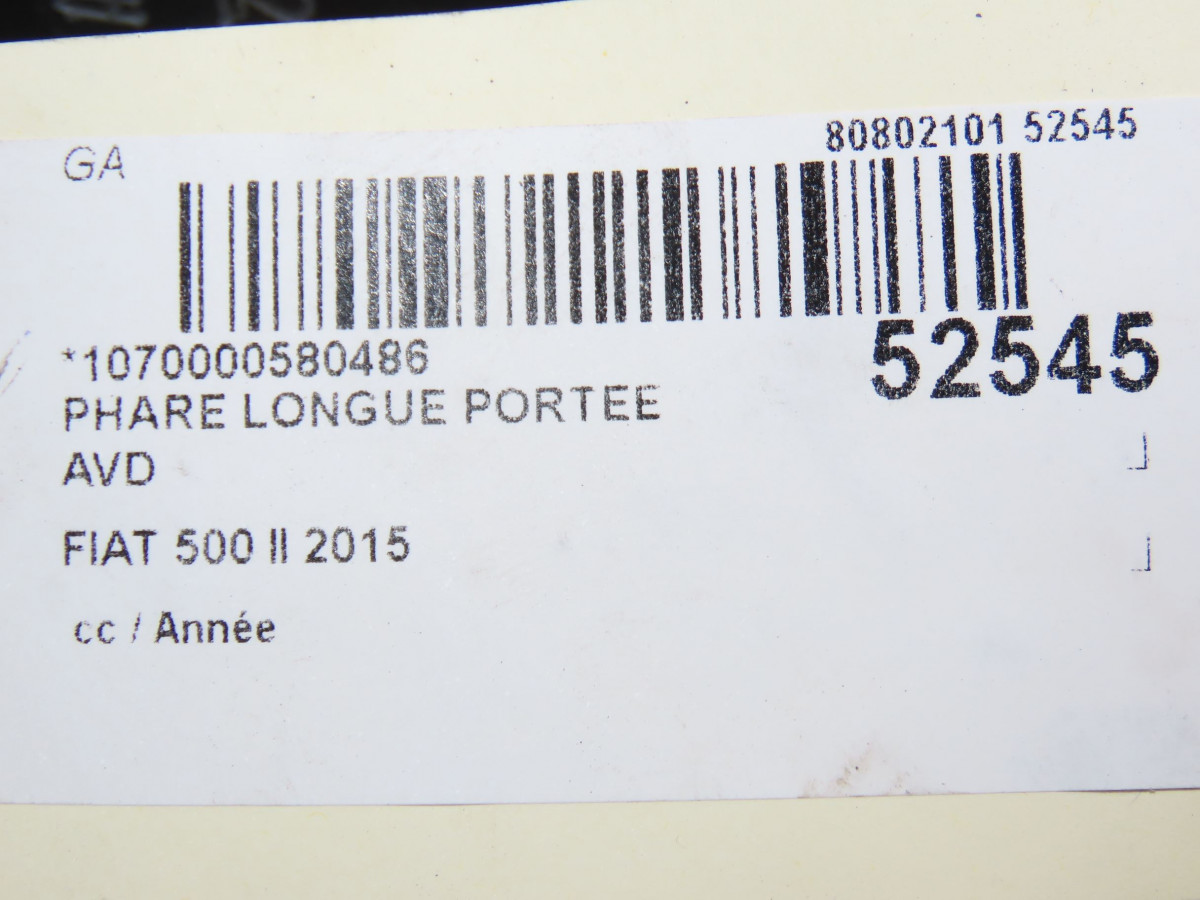 GA
80802101 52545
*1070000580486
52545
PHARE LONGUE PORTEE
AVD
FIAT 500 II 2015
cc / Année